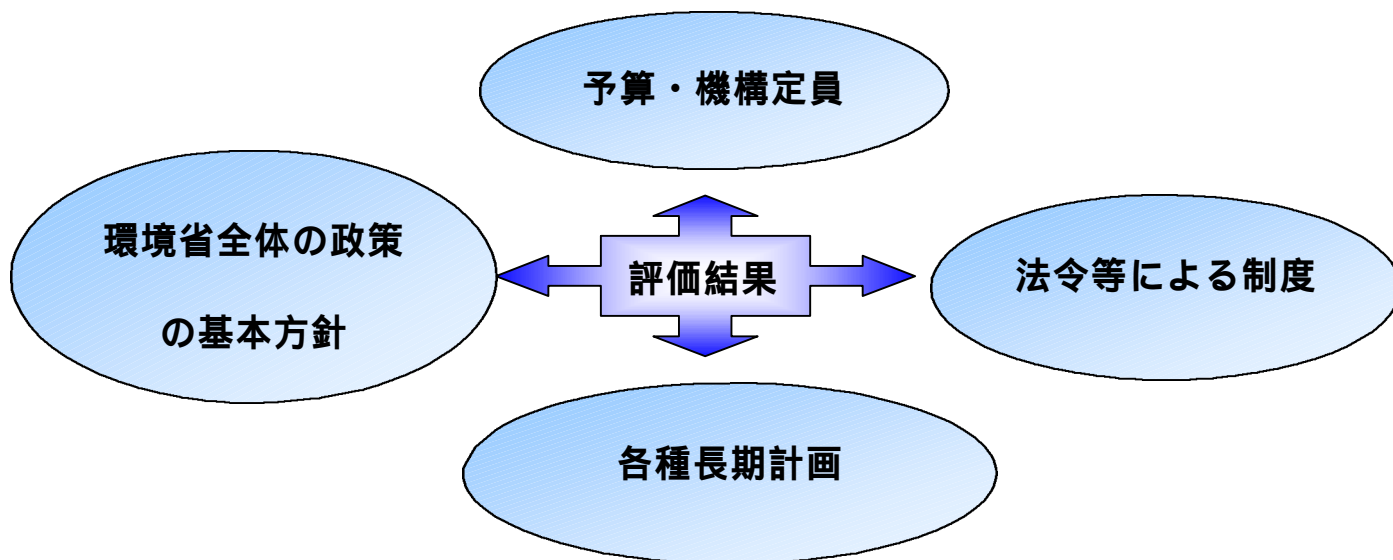 予算・機構定員
環境省全体の政策
の基本方針
評価結果
法令等による制度
各種長期計画